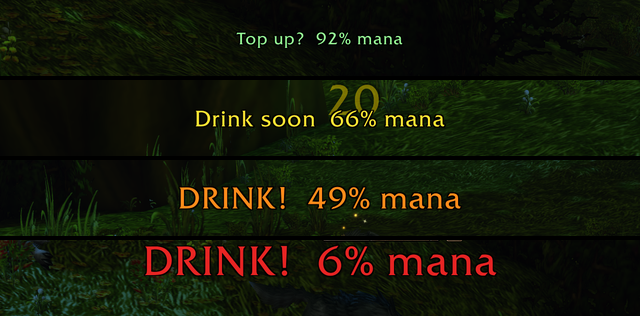 Top up? 92% mana
20
Drink soon 66% mana
DRINK! 49% mana
DRINK! 6% mana